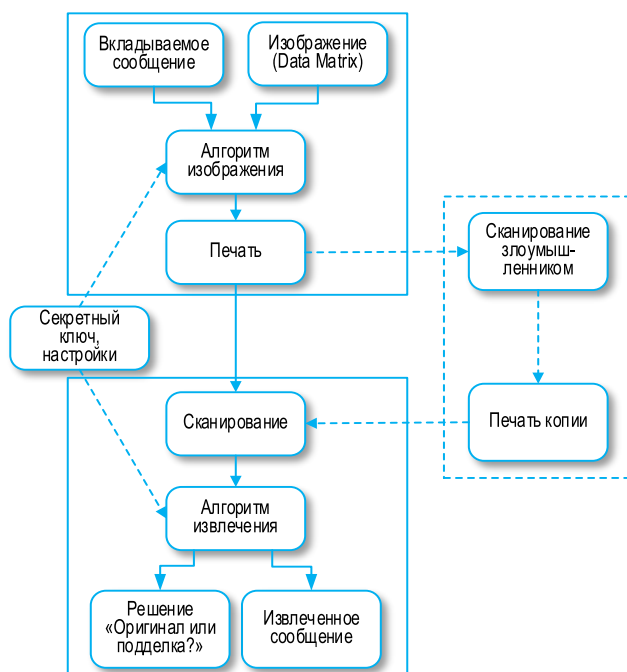 Вкладываемое
сообщение
Изображение
(Data Matrix)
Алгоритм
изображения
Печать
Сканирование
злоумыш-
ленником
Секретный
ключ,
настройки
Сканирование
Печать копии
Алгоритм
извлечения
Решение
«Оригинал или
подделка?»
Извлеченное
сообщение